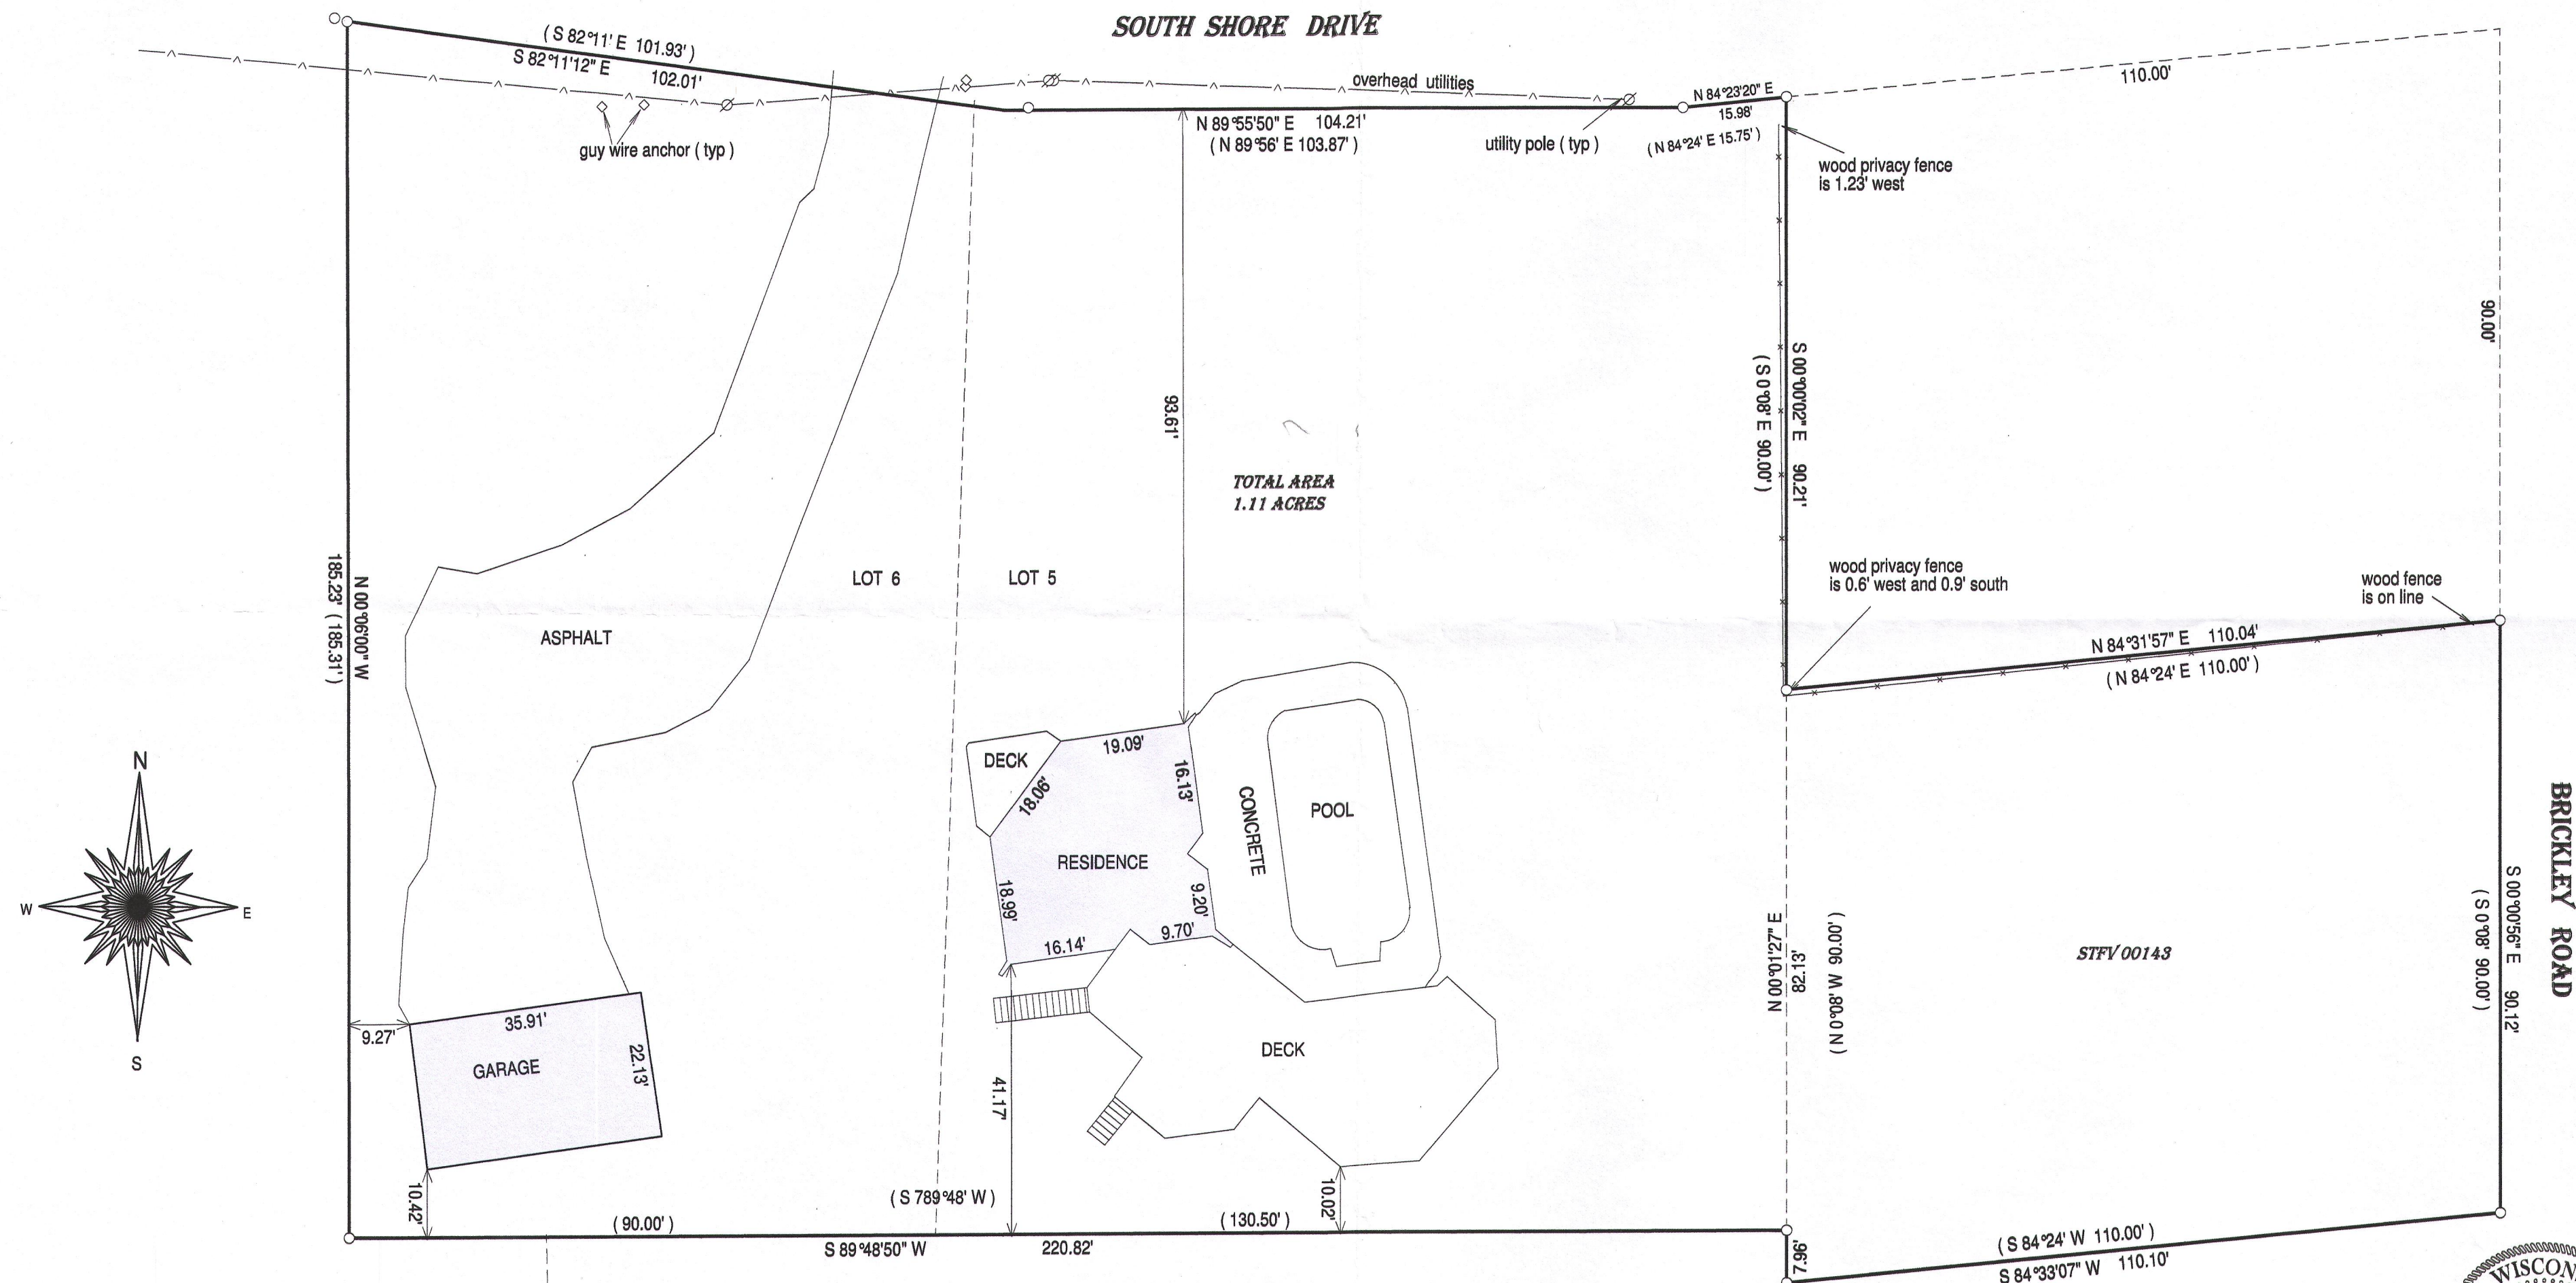 SOUTH SHORE DRIVE
( S 82°11' E 101.93' )
S 82°11'12" E 102.01'
overhead utilities
guy wire anchor ( typ )
N 89°55'50" E 104.21'
( N 89°56' E 103.87' )
utility pole ( typ )
N 84°23'20" E
15.98'
( N 84°24' E 15.75' )
110.00'
wood privacy fence
is 1.23' west
90.00'
S 00°00'02" E 90.21'
( S 0°08' E 90.00' )
93.61'
TOTAL AREA
1.11 ACRES
LOT 6
LOT 5
ASPHALT
N 00°06'00" W
185.23' ( 185.31' )
wood privacy fence
is 0.6' west and 0.9' south
wood fence
is on line
N 84°31'57" E 110.04'
( N 84°24' E 110.00' )
N
W
E
S
DECK
19.09'
18.06'
16.13'
RESIDENCE
18.99'
9.20'
16.14'
9.70'
CONCRETE
POOL
DECK
35.91'
22.13'
GARAGE
9.27'
10.42'
41.17'
10.02'
N 00°01'27" E
82.13'
( N 0°08' W 90.00' )
STFV 00143
S 00°00'56" E 90.12'
( S 0°08' 90.00' )
BRICKLEY ROAD
( S 789°48' W )
( 90.00' )
( 130.50' )
S 89°48'50" W 220.82'
7.96'
( S 84°24' W 110.00' )
S 84°33'07" W 110.10'
WISCON